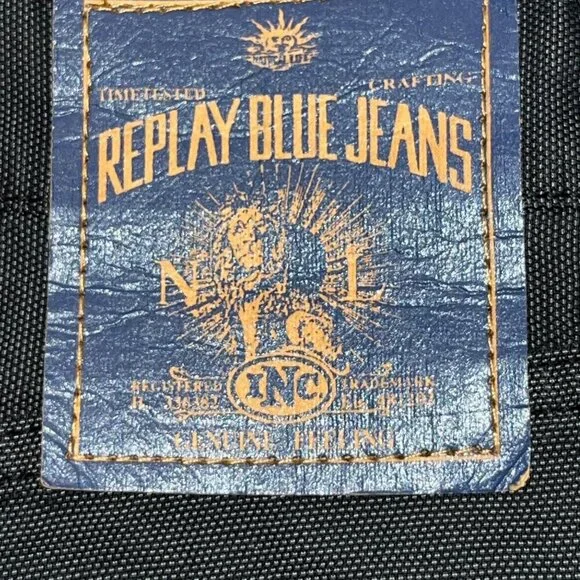 TIMETESTED CRAFTING
REPLAY BLUE JEANS
N L
REGISTERED INC TRADEMARK
GENUINE FEELING